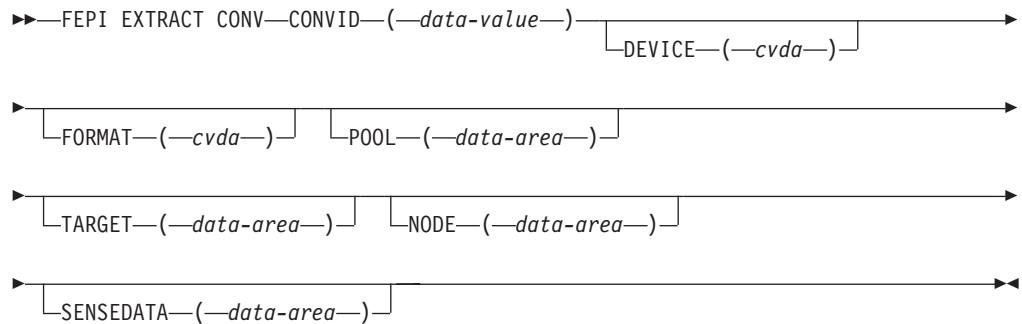 FEPI EXTRACT CONV CONVID ( data-value )
DEVICE ( cvda )
FORMAT ( cvda ) POOL ( data-area )
TARGET ( data-area ) NODE ( data-area )
SENSEDATA ( data-area )